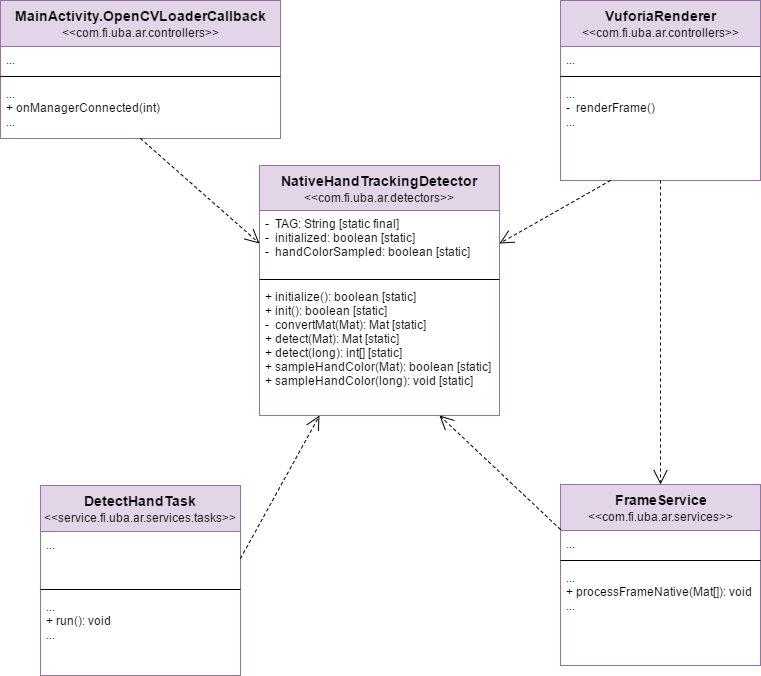 MainActivity.OpenCVLoaderCallback
<<com.fi.uba.ar.controllers>>
...
...
+ onManagerConnected(int)
...
VuforiaRenderer
<<com.fi.uba.ar.controllers>>
...
...
- renderFrame()
...
NativeHandTrackingDetector
<<com.fi.uba.ar.detectors>>
- TAG: String [static final]
- initialized: boolean [static]
- handColorSampled: boolean [static]
+ initialize(): boolean [static]
+ init(): boolean [static]
- convertMat(Mat): Mat [static]
+ detect(Mat): Mat [static]
+ detect(long): int[] [static]
+ sampleHandColor(Mat): boolean [static]
+ sampleHandColor(long): void [static]
DetectHandTask
<<service.fi.uba.ar.services.tasks>>
...
...
+ run(): void
...
FrameService
<<com.fi.uba.ar.services>>
...
...
+ processFrameNative(Mat[]): void
...